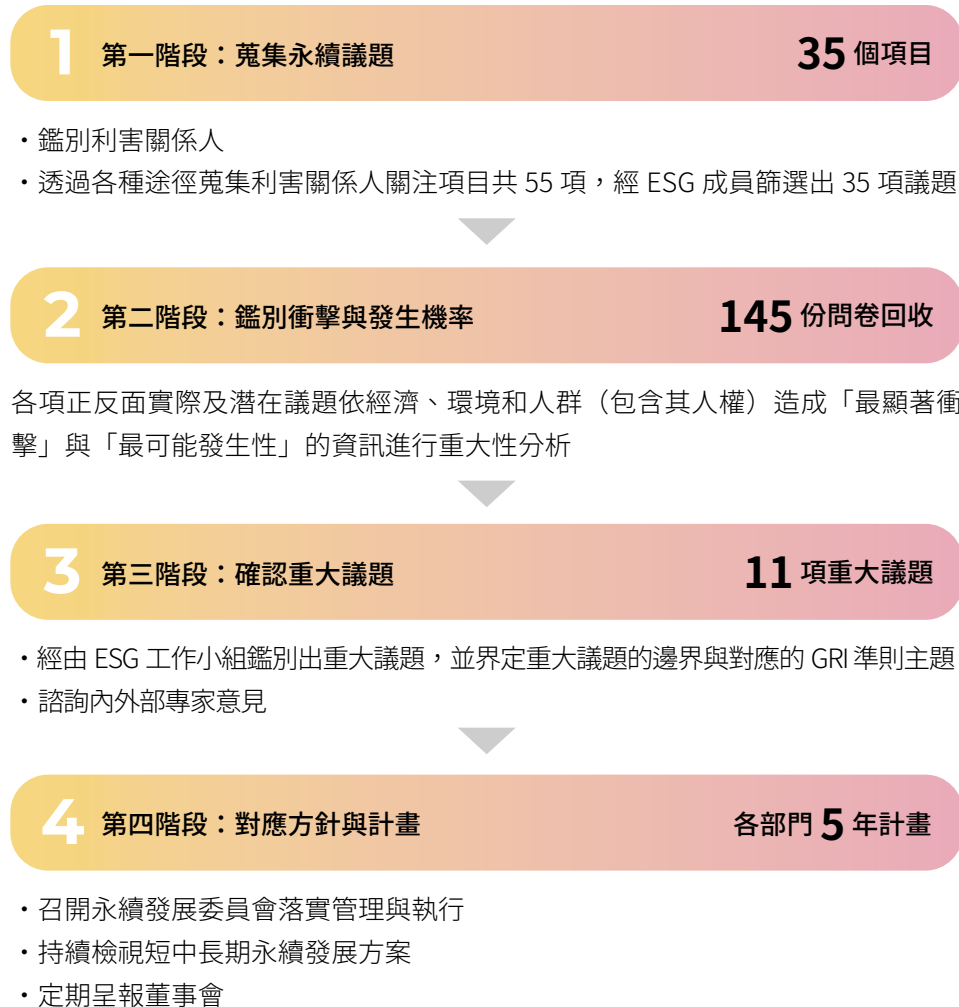 1 第一階段：蒐集永續議題 35 個項目
・鑑別利害關係人
・透過各種途徑蒐集利害關係人關注項目共 55 項，經 ESG 成員篩選出 35 項議題
2 第二階段：鑑別衝擊與發生機率 145 份問卷回收
各項正反面實際及潛在議題依經濟、環境和人群（包含其人權）造成「最顯著衝
擊」與「最可能發生性」的資訊進行重大性分析
3 第三階段：確認重大議題 11 項重大議題
・經由 ESG 工作小組鑑別出重大議題，並界定重大議題的邊界與對應的 GRI 準則主題
・諮詢內外部專家意見
4 第四階段：對應方針與計畫 各部門 5 年計畫
・召開永續發展委員會落實管理與執行
・持續檢視短中長期永續發展方案
・定期呈報董事會